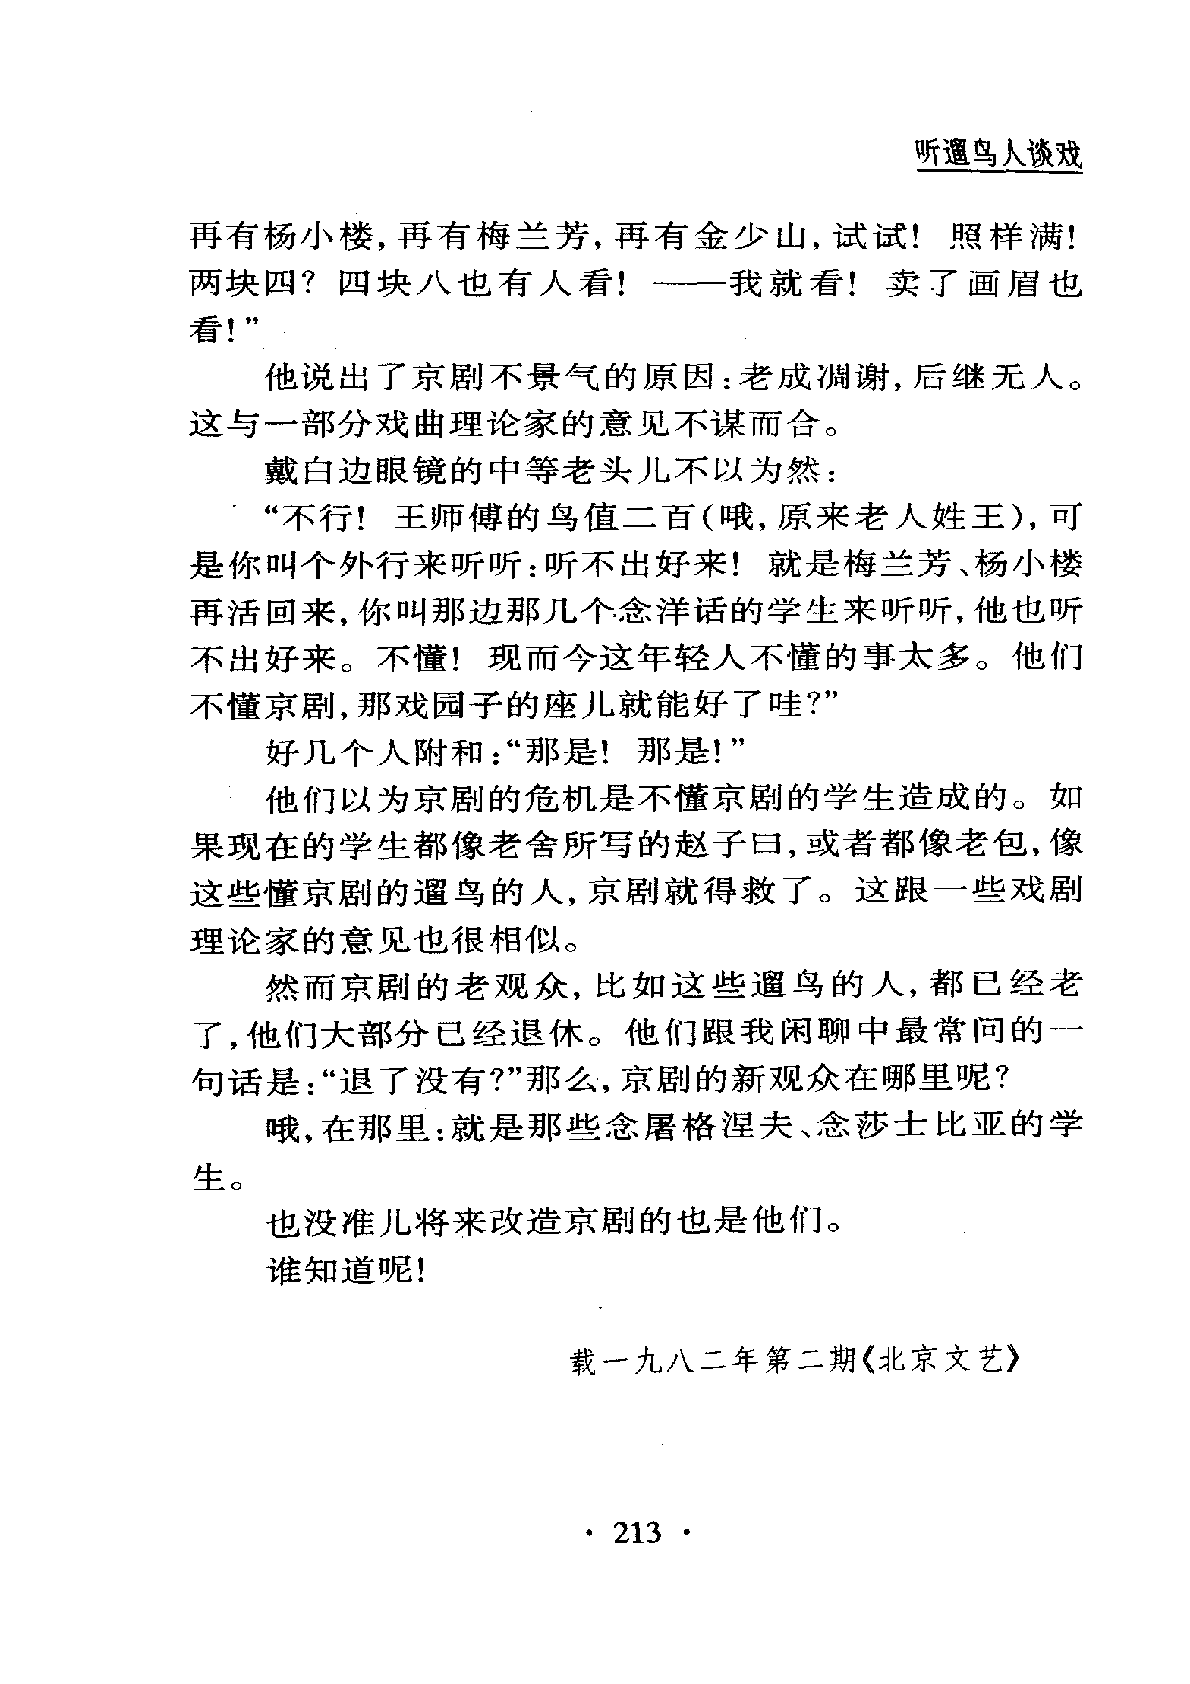 听遛鸟人谈戏
再有杨小楼,再有梅兰芳,再有金少山,试试! 照样满!
两块四? 四块八也有人看! ——我就看! 卖了画眉也
看!”
他说出了京剧不景气的原因:老成凋谢,后继无人。
这与一部分戏曲理论家的意见不谋而合。
戴白边眼镜的中等老头儿不以为然:
“不行! 王师傅的鸟值二百(哦,原来老人姓王),可
是你叫个外行来听听:听不出好来! 就是梅兰芳、杨小楼
再活回来,你叫那边那几个念洋话的学生来听听,他也听
不出好来。不懂! 现而今这年轻人不懂的事太多。他们
不懂京剧,那戏园子的座儿就能好了哇?”
好几个人附和:“那是! 那是!”
他们以为京剧的危机是不懂京剧的学生造成的。如
果现在的学生都像老舍所写的赵子曰,或者都像老包,像
这些懂京剧的遛鸟的人,京剧就得救了。这跟一些戏剧
理论家的意见也很相似。
然而京剧的老观众,比如这些遛鸟的人,都已经老
了,他们大部分已经退休。他们跟我闲聊中最常问的一
句话是:“退了没有?”那么,京剧的新观众在哪里呢?
哦,在那里:就是那些念屠格涅夫、念莎士比亚的学
生。
也没准儿将来改造京剧的也是他们。
谁知道呢!
载一九八二年第二期《北京文艺》
· 213 ·